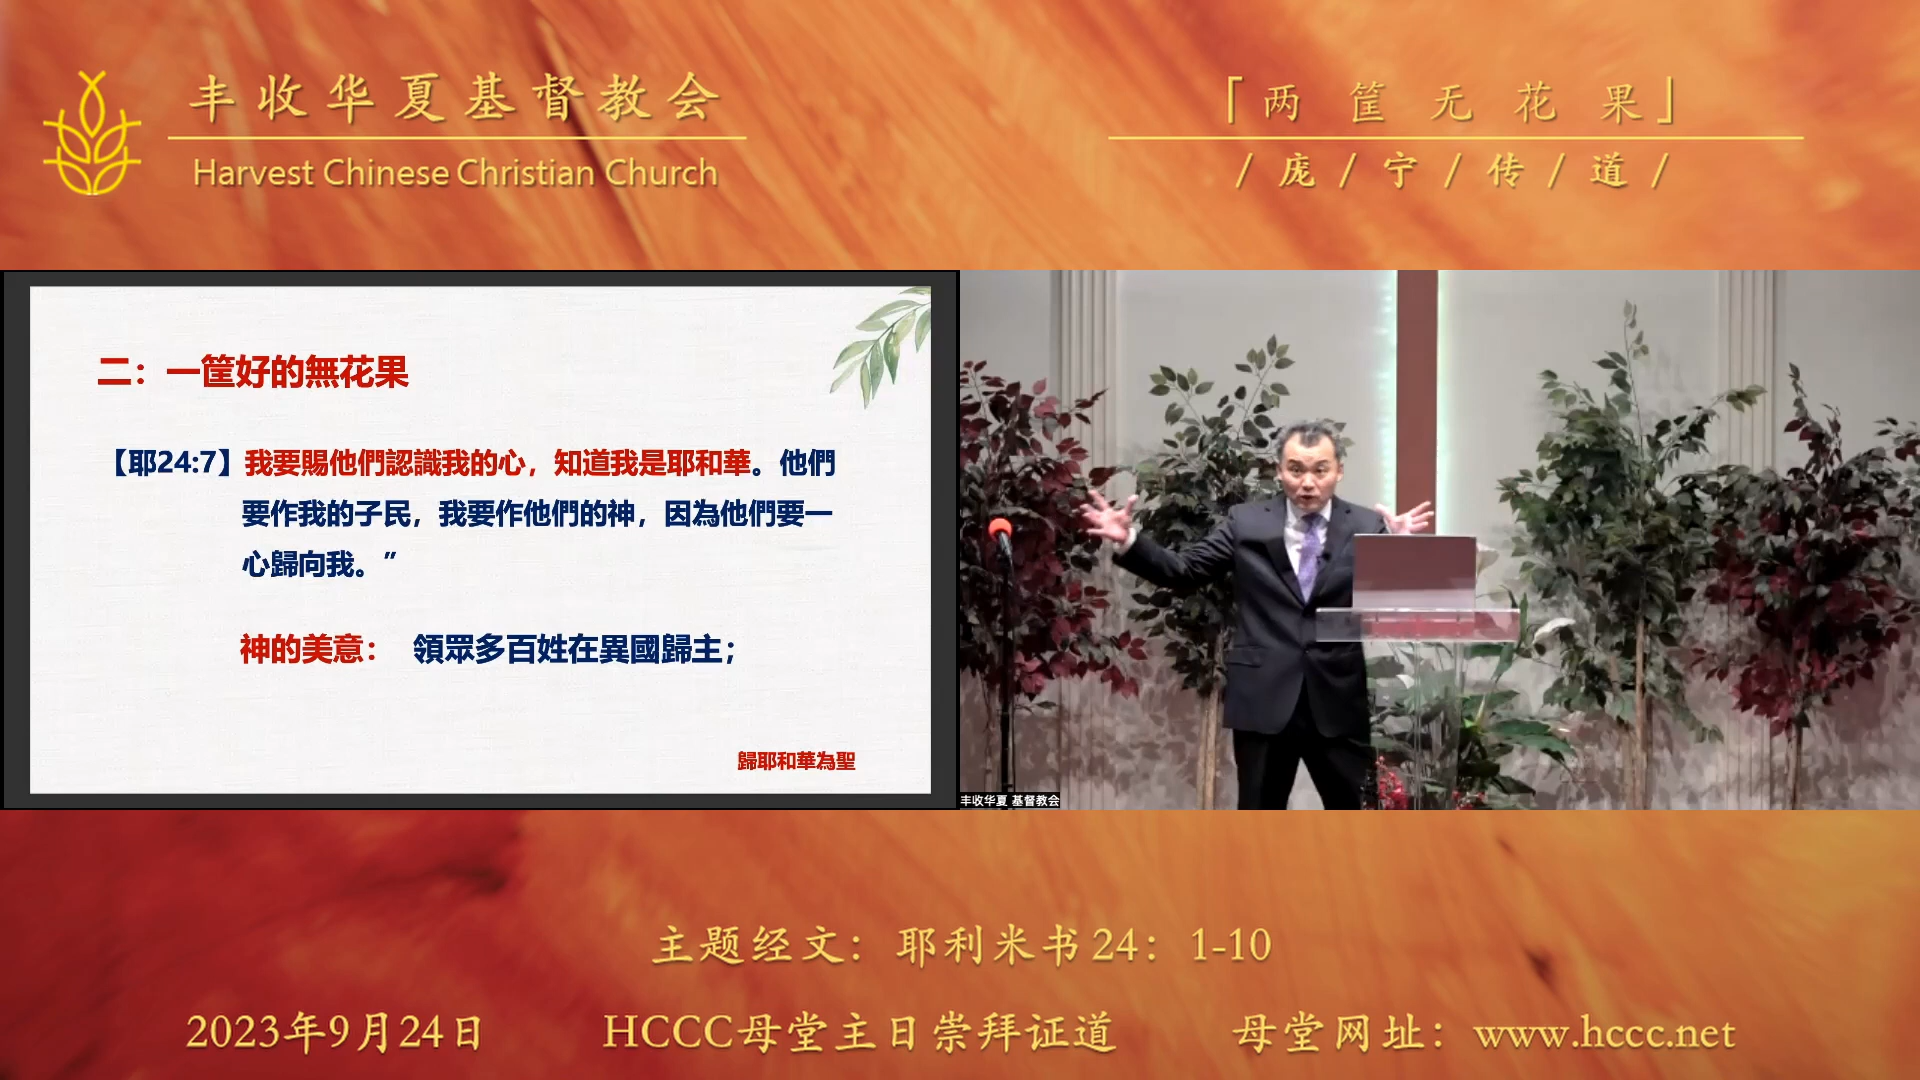 丰收华夏基督教会
Harvest Chinese Christian Church
「两筐无花果」
/ 庞 / 宁 / 传 / 道 /
二：一筐好的無花果
【耶24:7】我要賜他們認識我的心，知道我是耶和華。他們
要作我的子民，我要作他們的神，因為他們要一
心歸向我。”
神的美意： 領眾多百姓在異國歸主；
歸耶和華為聖
丰收华夏 基督教会
主题经文：耶利米书24：1-10
2023年9月24日 HCCC母堂主日崇拜证道 母堂网址：www.hccc.net